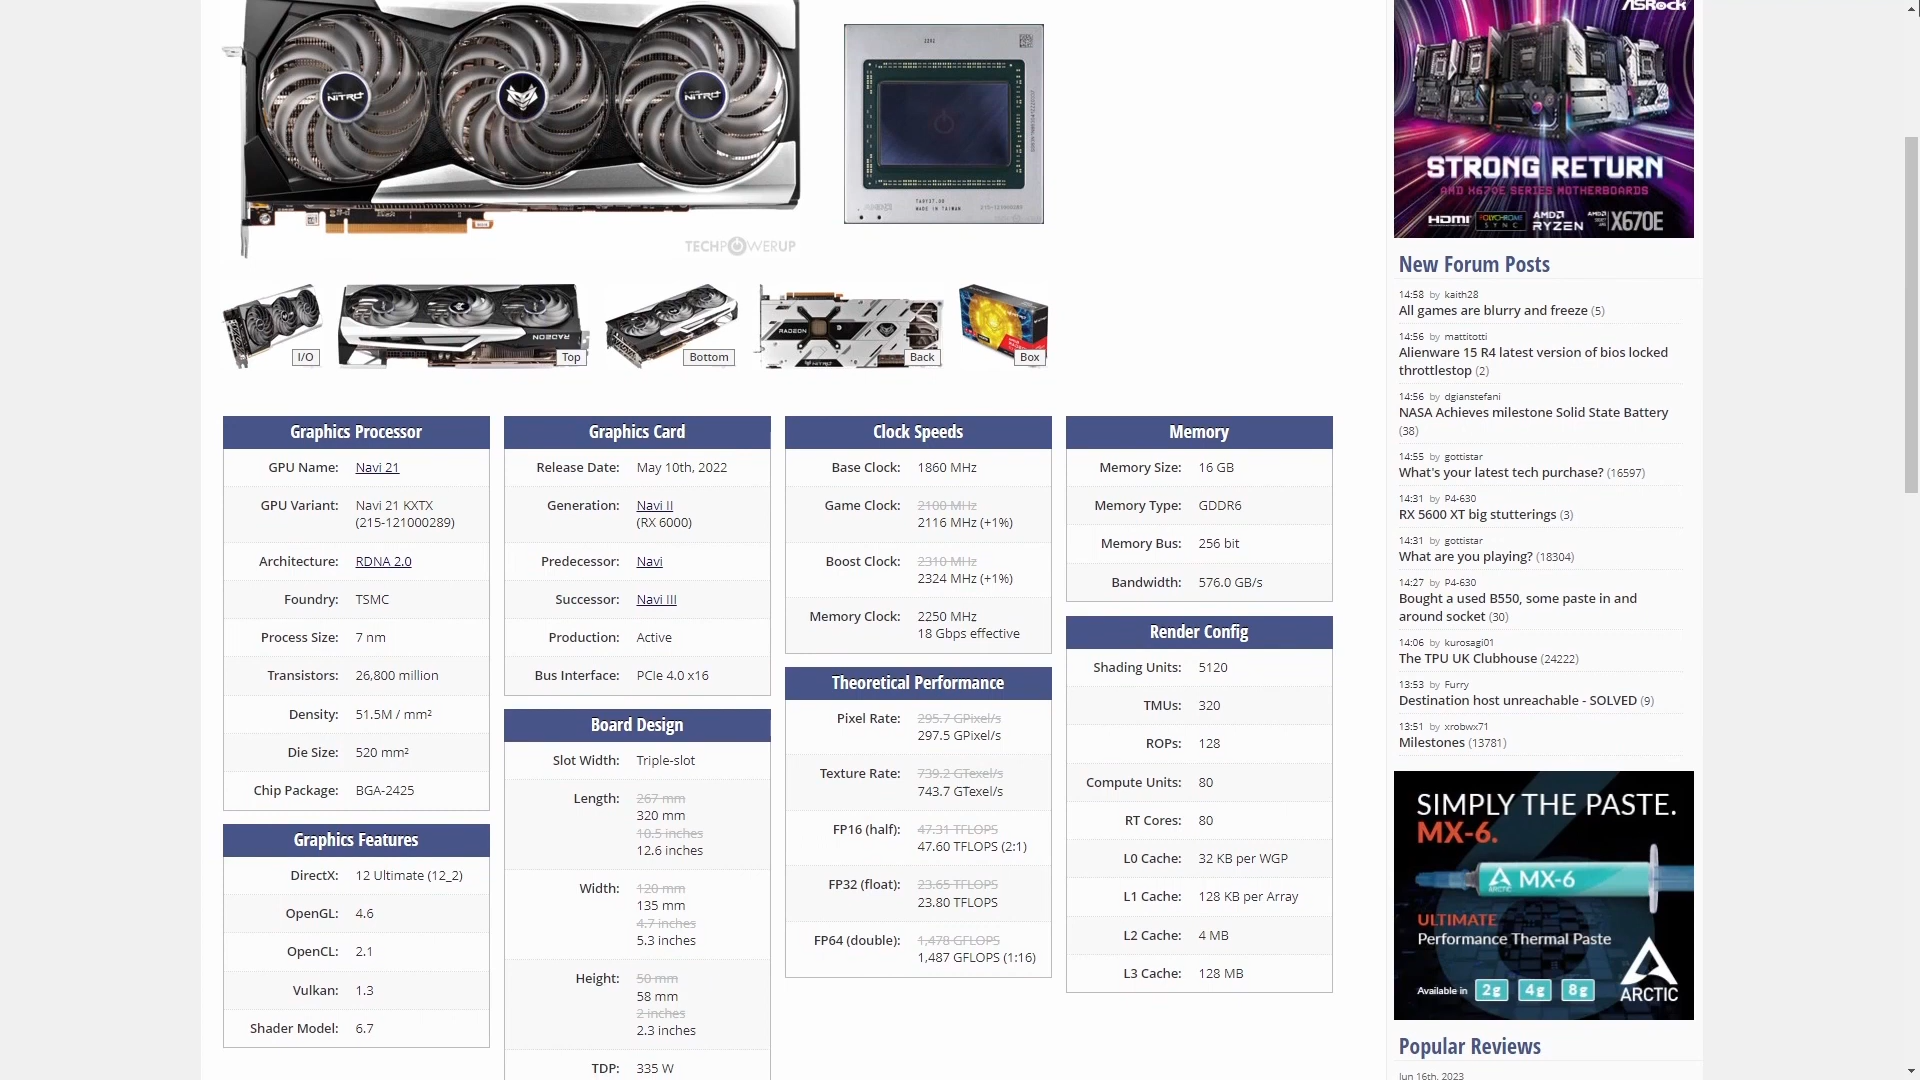 NITRO+
NITRO+
TECHPOWERUP
I/O
Top
RADEON
Bottom
RADEON
NITRO
Back
Box
AMD
MADE IN TAIWAN
215-121000289
Graphics Processor
GPU Name: Navi 21
GPU Variant: Navi 21 KXTX
(215-121000289)
Architecture: RDNA 2.0
Foundry: TSMC
Process Size: 7 nm
Transistors: 26,800 million
Density: 51.5M / mm²
Die Size: 520 mm²
Chip Package: BGA-2425
Graphics Features
DirectX: 12 Ultimate (12_2)
OpenGL: 4.6
OpenCL: 2.1
Vulkan: 1.3
Shader Model: 6.7
Graphics Card
Release Date: May 10th, 2022
Generation: Navi II
(RX 6000)
Predecessor: Navi
Successor: Navi III
Production: Active
Bus Interface: PCIe 4.0 x16
Board Design
Slot Width: Triple-slot
Length: 267 mm
320 mm
10.5 inches
12.6 inches
Width: 120 mm
135 mm
4.7 inches
5.3 inches
Height: 50 mm
58 mm
2 inches
2.3 inches
TDP: 335 W
Clock Speeds
Base Clock: 1860 MHz
Game Clock: 2100 MHz
2116 MHz (+1%)
Boost Clock: 2310 MHz
2324 MHz (+1%)
Memory Clock: 2250 MHz
18 Gbps effective
Theoretical Performance
Pixel Rate: 295.7 GPixel/s
297.5 GPixel/s
Texture Rate: 739.2 GTexel/s
743.7 GTexel/s
FP16 (half): 47.31 TFLOPS
47.60 TFLOPS (2:1)
FP32 (float): 23.65 TFLOPS
23.80 TFLOPS
FP64 (double): 1,478 GFLOPS
1,487 GFLOPS (1:16)
Memory
Memory Size: 16 GB
Memory Type: GDDR6
Memory Bus: 256 bit
Bandwidth: 576.0 GB/s
Render Config
Shading Units: 5120
TMUs: 320
ROPs: 128
Compute Units: 80
RT Cores: 80
L0 Cache: 32 KB per WGP
L1 Cache: 128 KB per Array
L2 Cache: 4 MB
L3 Cache: 128 MB
ASRock
STRONG RETURN
AMD X670E SERIES MOTHERBOARDS
HDMI POLYCHROME SYNC AMD RYZEN AMD X670E
New Forum Posts
14:58 by kaith28
All games are blurry and freeze (5)
14:56 by mattitotti
Alienware 15 R4 latest version of bios locked
throttlestop (2)
14:56 by dgianstefani
NASA Achieves milestone Solid State Battery
(38)
14:55 by gottistar
What's your latest tech purchase? (16597)
14:31 by P4-630
RX 5600 XT big stutterings (3)
14:31 by gottistar
What are you playing? (18304)
14:27 by P4-630
Bought a used B550, some paste in and
around socket (30)
14:06 by kurosagi01
The TPU UK Clubhouse (24222)
13:53 by Furry
Destination host unreachable - SOLVED (9)
13:51 by xrobwx71
Milestones (13781)
SIMPLY THE PASTE.
MX-6.
ARCTIC MX-6
ULTIMATE
Performance Thermal Paste
Available in 2g 4g 8g
ARCTIC
Popular Reviews
Jun 16th, 2023